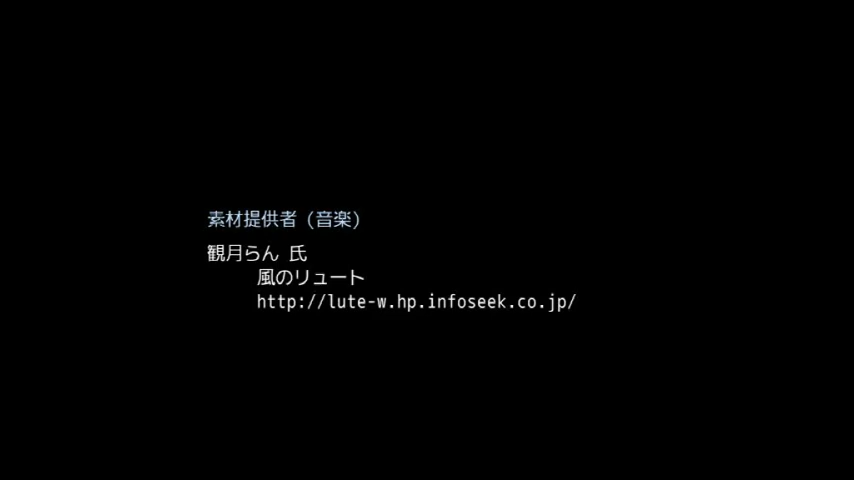 素材提供者 (音楽)
観月らん 氏
風のリュート
http://lute-w.hp.infoseek.co.jp/